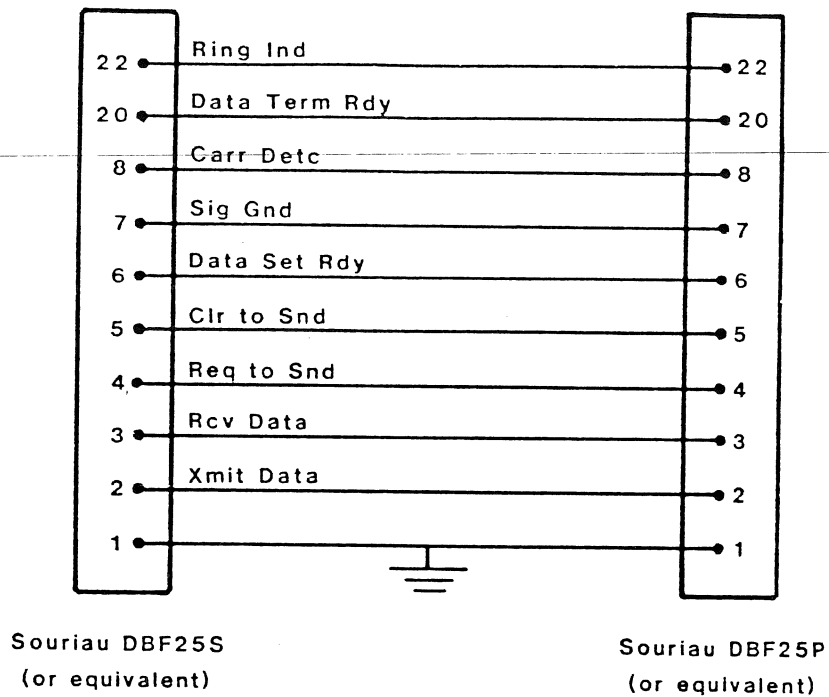 22 Ring Ind 22
20 Data Term Rdy 20
8 Carr Detc 8
7 Sig Gnd 7
6 Data Set Rdy 6
5 Clr to Snd 5
4 Req to Snd 4
3 Rcv Data 3
2 Xmit Data 2
1 1
Souriau DBF25S
(or equivalent)
Souriau DBF25P
(or equivalent)